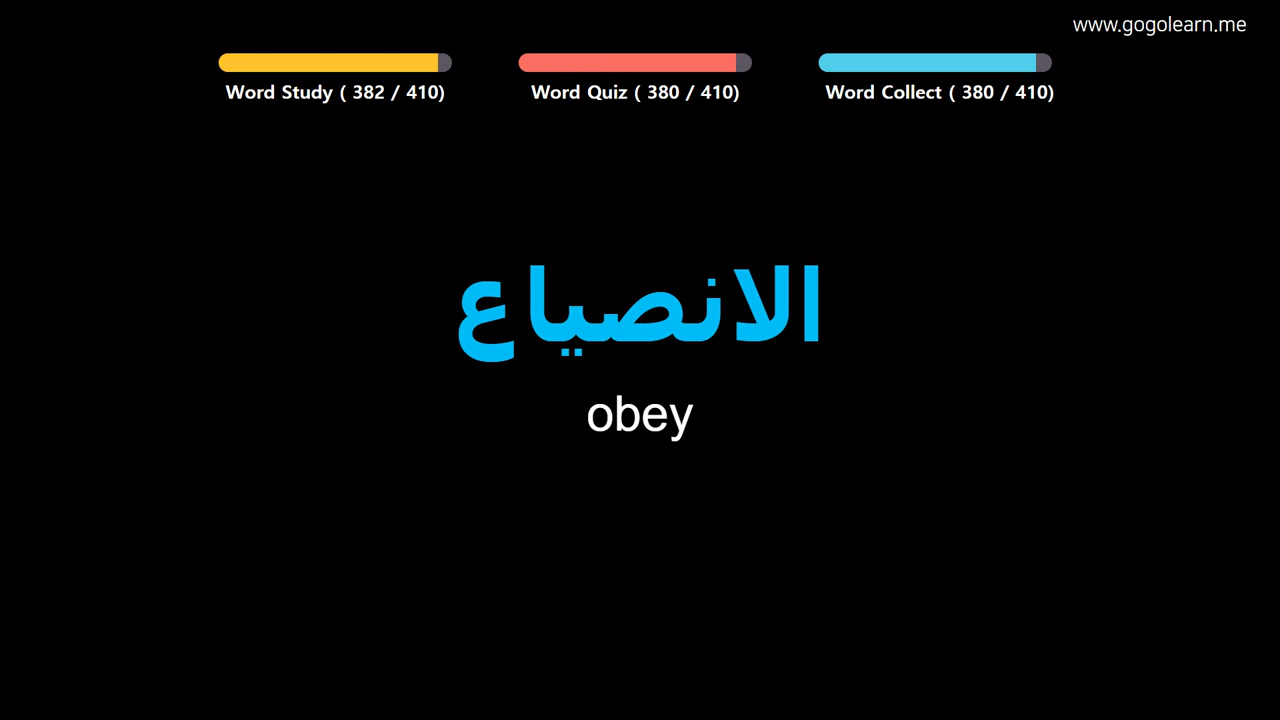 www.gogolearn.me
Word Study ( 382 / 410)
Word Quiz ( 380 / 410)
Word Collect ( 380 / 410)
الانصياع
obey